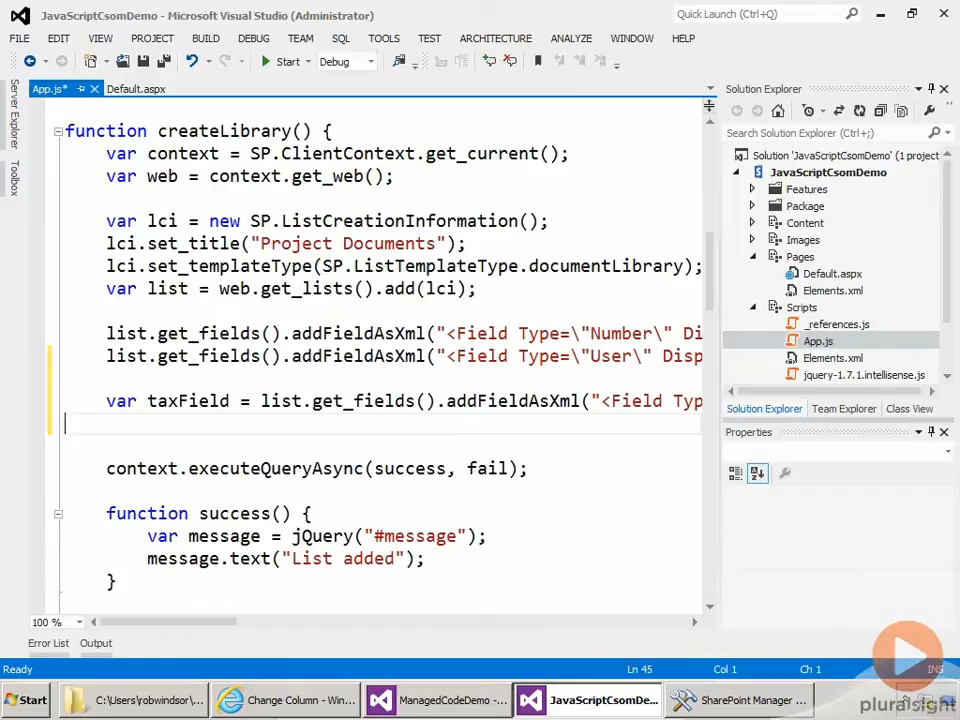 JavaScriptCsomDemo - Microsoft Visual Studio (Administrator)
Quick Launch (Ctrl+Q)
FILE EDIT VIEW PROJECT BUILD DEBUG TEAM SQL TOOLS TEST ARCHITECTURE ANALYZE WINDOW HELP
Start Debug
App.js* Default.aspx
Server Explorer
Toolbox
function createLibrary() {
var context = SP.ClientContext.get_current();
var web = context.get_web();
var lci = new SP.ListCreationInformation();
lci.set_title("Project Documents");
lci.set_templateType(SP.ListTemplateType.documentLibrary);
var list = web.get_lists().add(lci);
list.get_fields().addFieldAsXml("<Field Type=\"Number\" Di
list.get_fields().addFieldAsXml("<Field Type=\"User\" Disp
var taxField = list.get_fields().addFieldAsXml("<Field Typ
context.executeQueryAsync(success, fail);
function success() {
var message = jQuery("#message");
message.text("List added");
}
100 %
Error List Output
Solution Explorer
Search Solution Explorer (Ctrl+;)
Solution 'JavaScriptCsomDemo' (1 project
JavaScriptCsomDemo
Features
Package
Content
Images
Pages
Default.aspx
Elements.xml
Scripts
_references.js
App.js
Elements.xml
jquery-1.7.1.intellisense.js
Solution Explorer Team Explorer Class View
Properties
Ready Ln 45 Col 1 Ch 1 INS
Start C:\Users\robwindsor\... Change Column - Win... ManagedCodeDemo -... JavaScriptCsomDe... SharePoint Manager ...
pluralsight